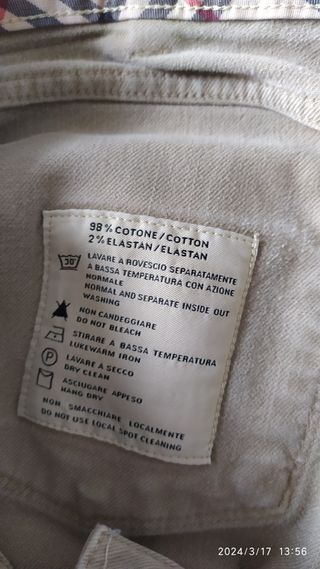 98% COTONE/COTTON
2% ELASTAN/ELASTAN
30°
LAVARE A ROVESCIO SEPARATAMENTE
A BASSA TEMPERATURA CON AZIONE
NORMALE
NORMAL AND SEPARATE INSIDE OUT
WASHING
NON CANDEGGIARE
DO NOT BLEACH
STIRARE A BASSA TEMPERATURA
LUKEWARM IRON
P
LAVARE A SECCO
DRY CLEAN
ASCIUGARE APPESO
HANG DRY
NON SMACCHIARE LOCALMENTE
DO NOT USE LOCAL SPOT CLEANING
2024/3/17 13:56